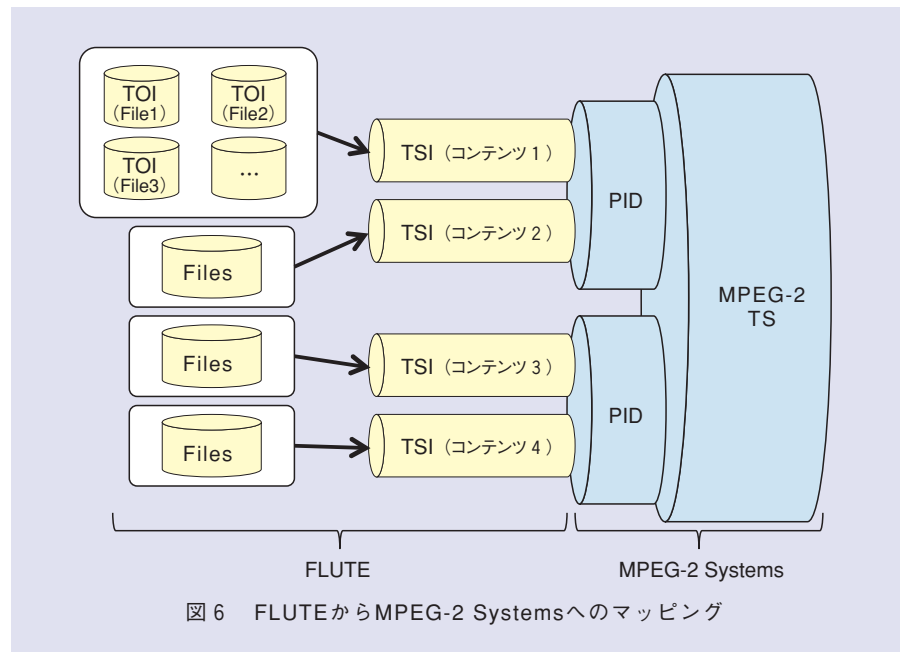 TOI
(File1)
TOI
(File2)
TOI
(File3)
…
TSI（コンテンツ1）
TSI（コンテンツ2）
PID
Files
MPEG-2
TS
Files
TSI（コンテンツ3）
PID
Files
TSI（コンテンツ4）
FLUTE
MPEG-2 Systems
図6 FLUTEからMPEG-2 Systemsへのマッピング